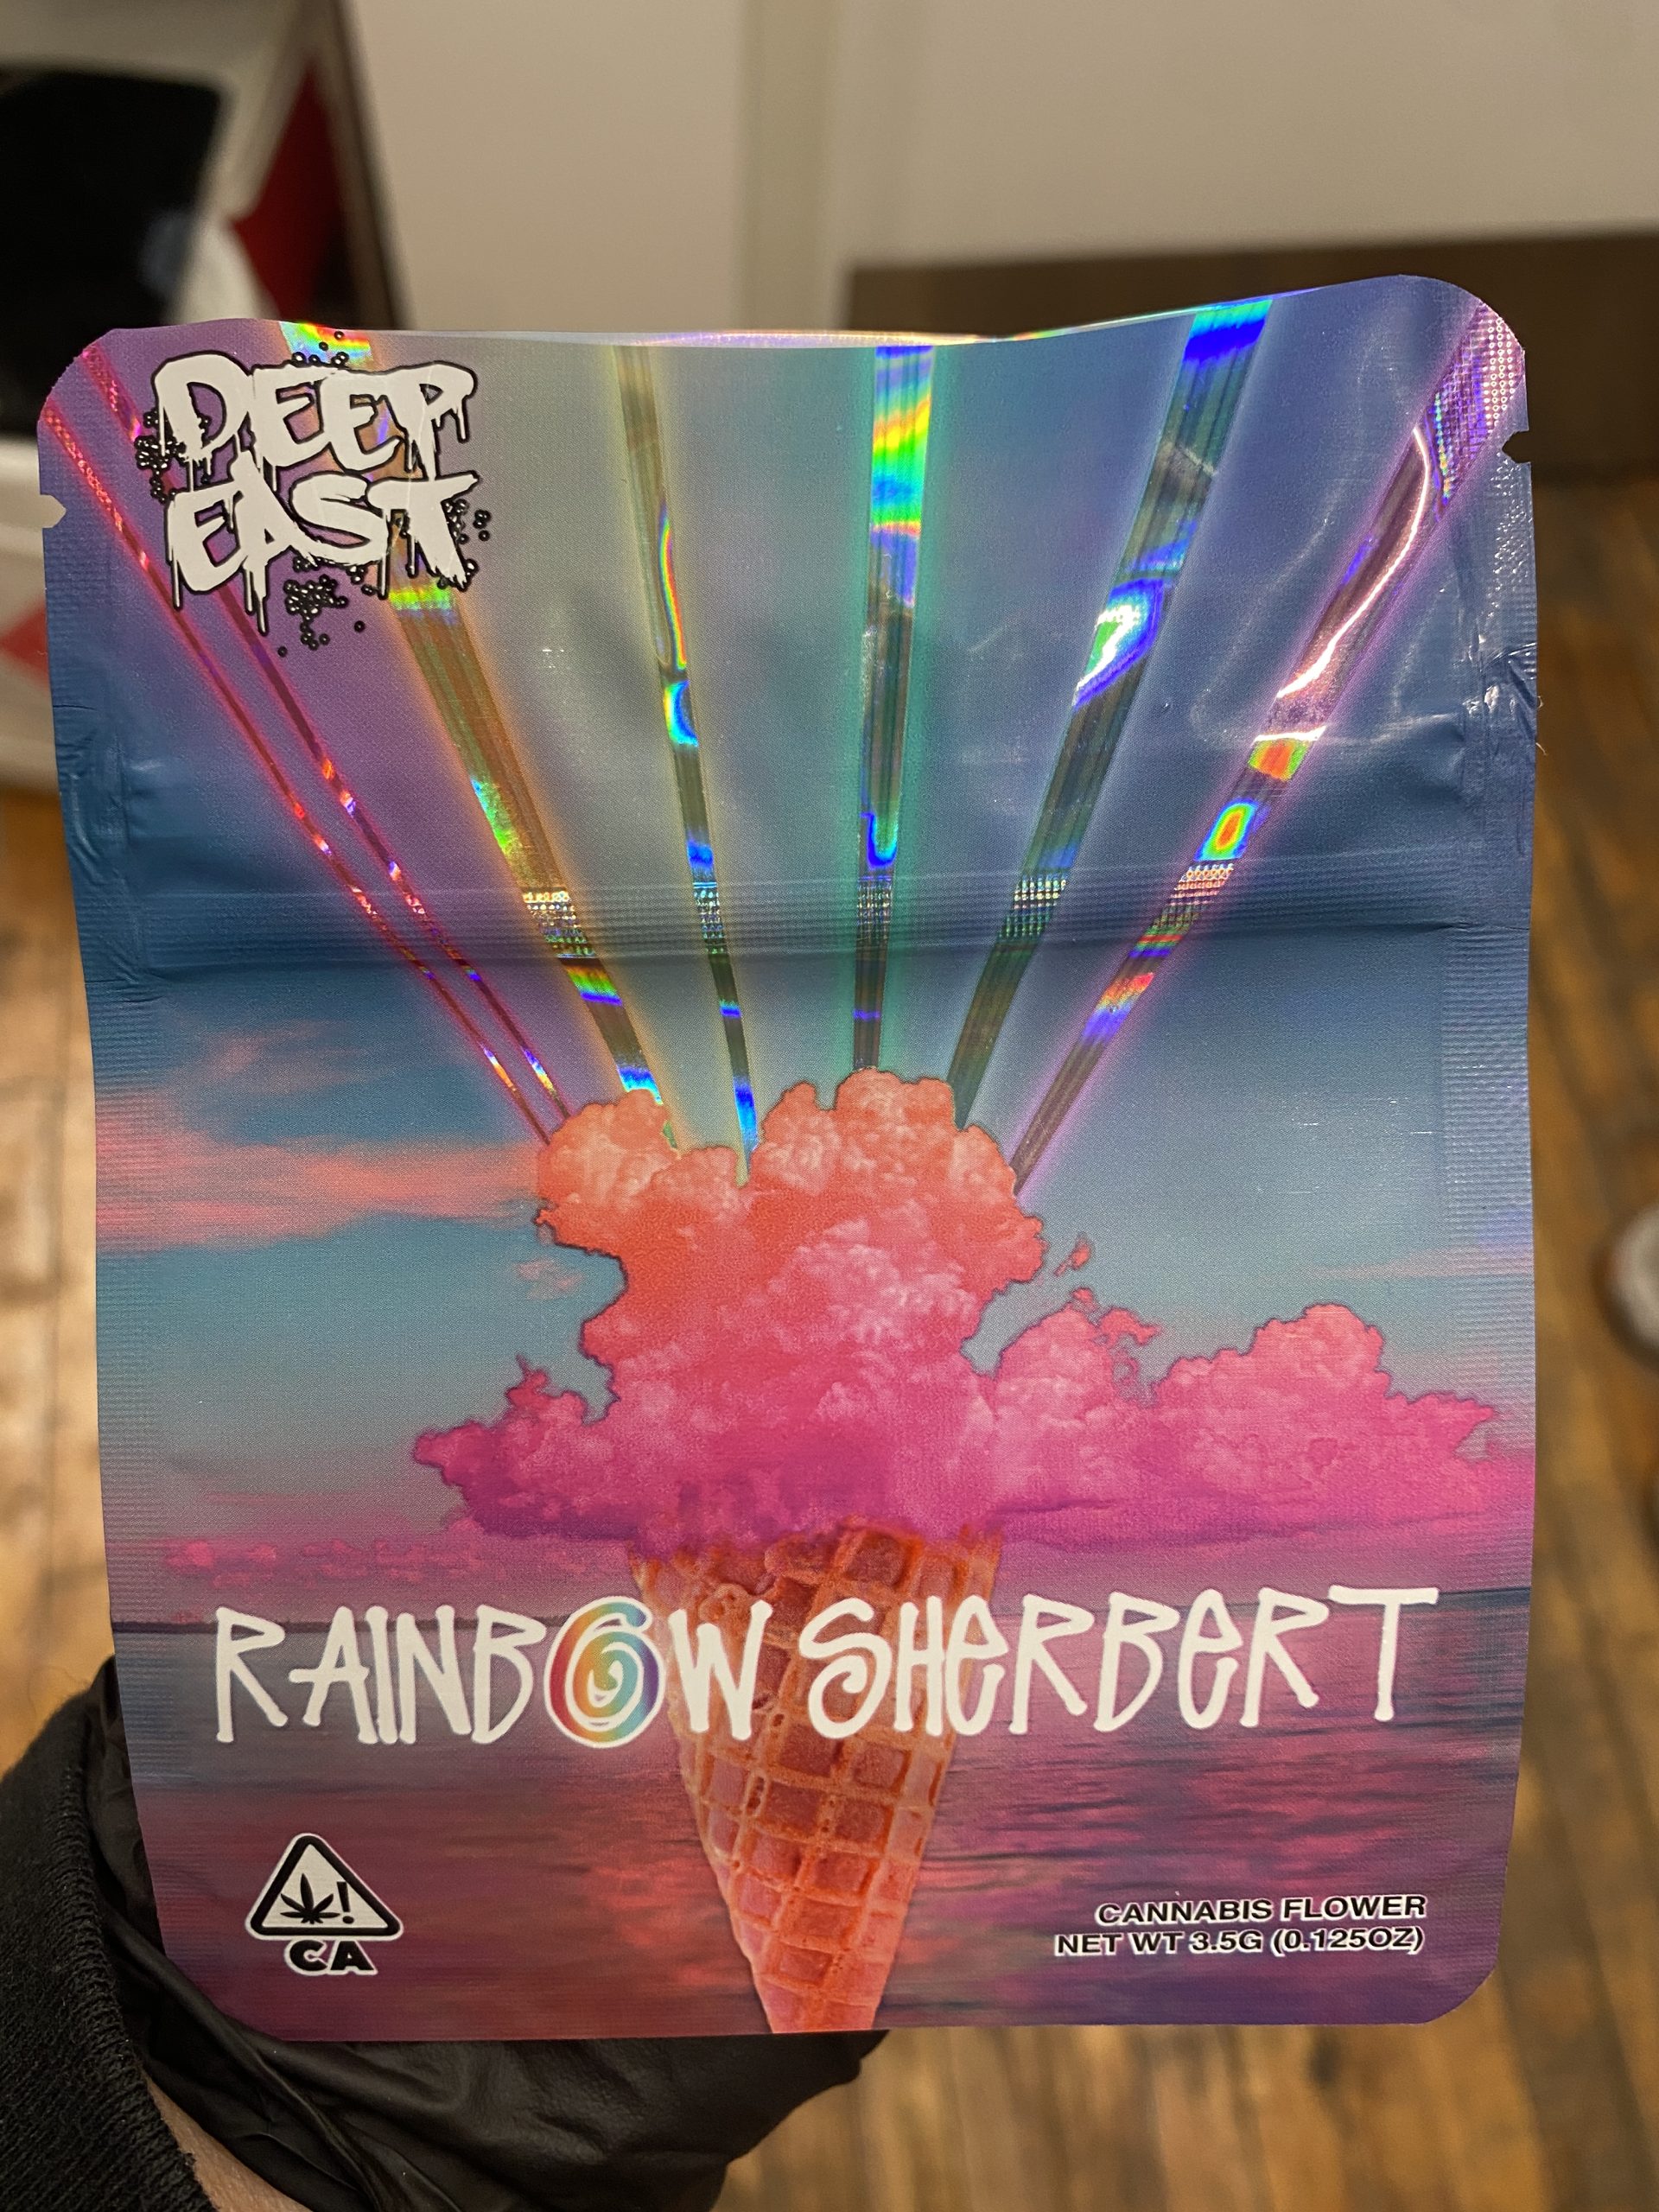 DEEP
EAST
RAINBOW SHERBERT
CA
CANNABIS FLOWER
NET WT 3.5G (0.125OZ)